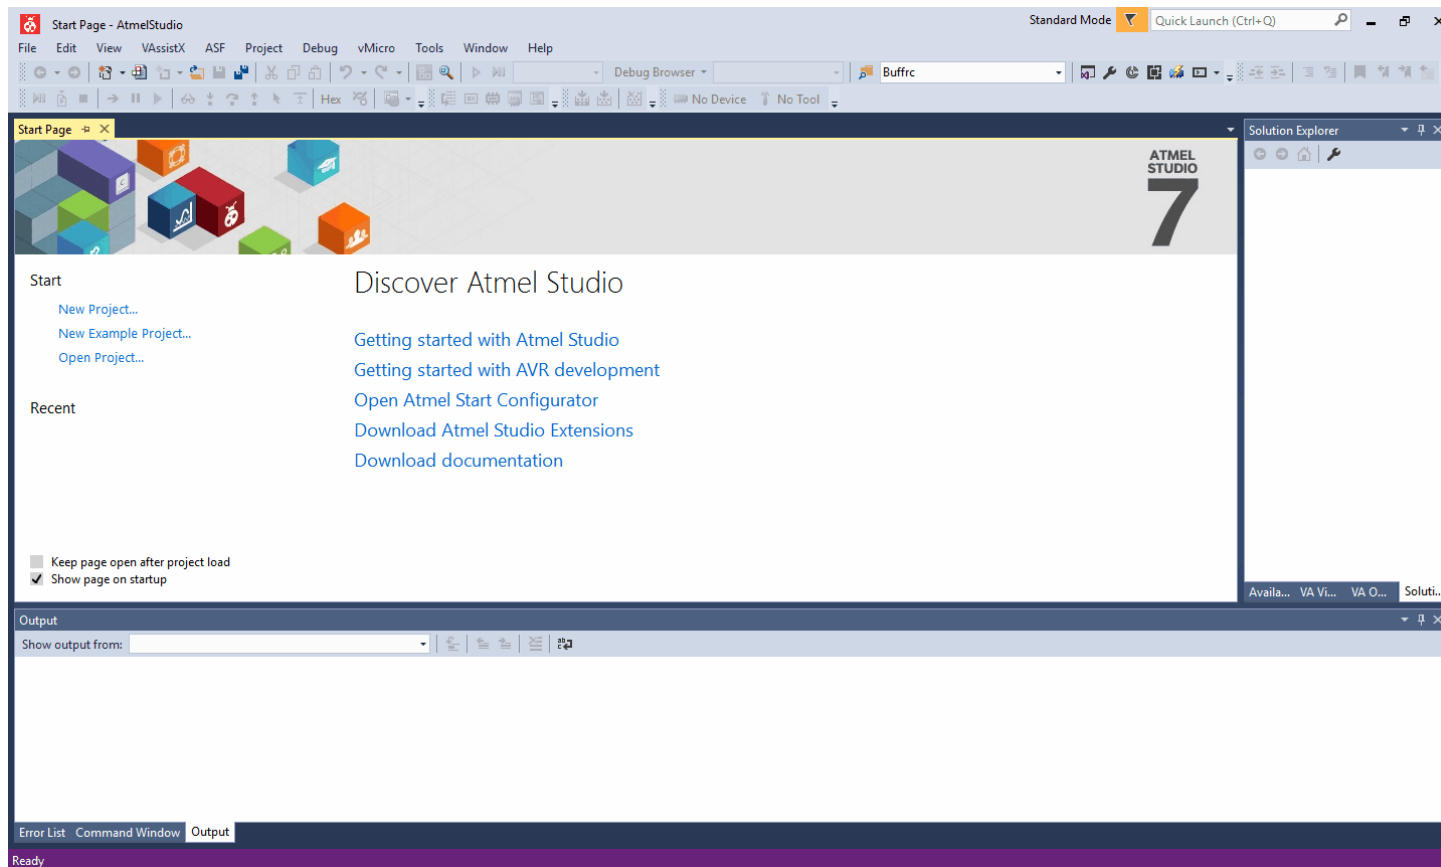 Start Page - AtmelStudio
Standard Mode
Quick Launch (Ctrl+Q)
File Edit View VAssistX ASF Project Debug vMicro Tools Window Help
Debug Browser
Buffrc
Hex
No Device
No Tool
Start Page
Solution Explorer
ATMEL
STUDIO
7
Start
New Project...
New Example Project...
Open Project...
Recent
Discover Atmel Studio
Getting started with Atmel Studio
Getting started with AVR development
Open Atmel Start Configurator
Download Atmel Studio Extensions
Download documentation
Keep page open after project load
Show page on startup
Availa... VA Vi... VA O... Soluti...
Output
Show output from:
Error List Command Window Output
Ready